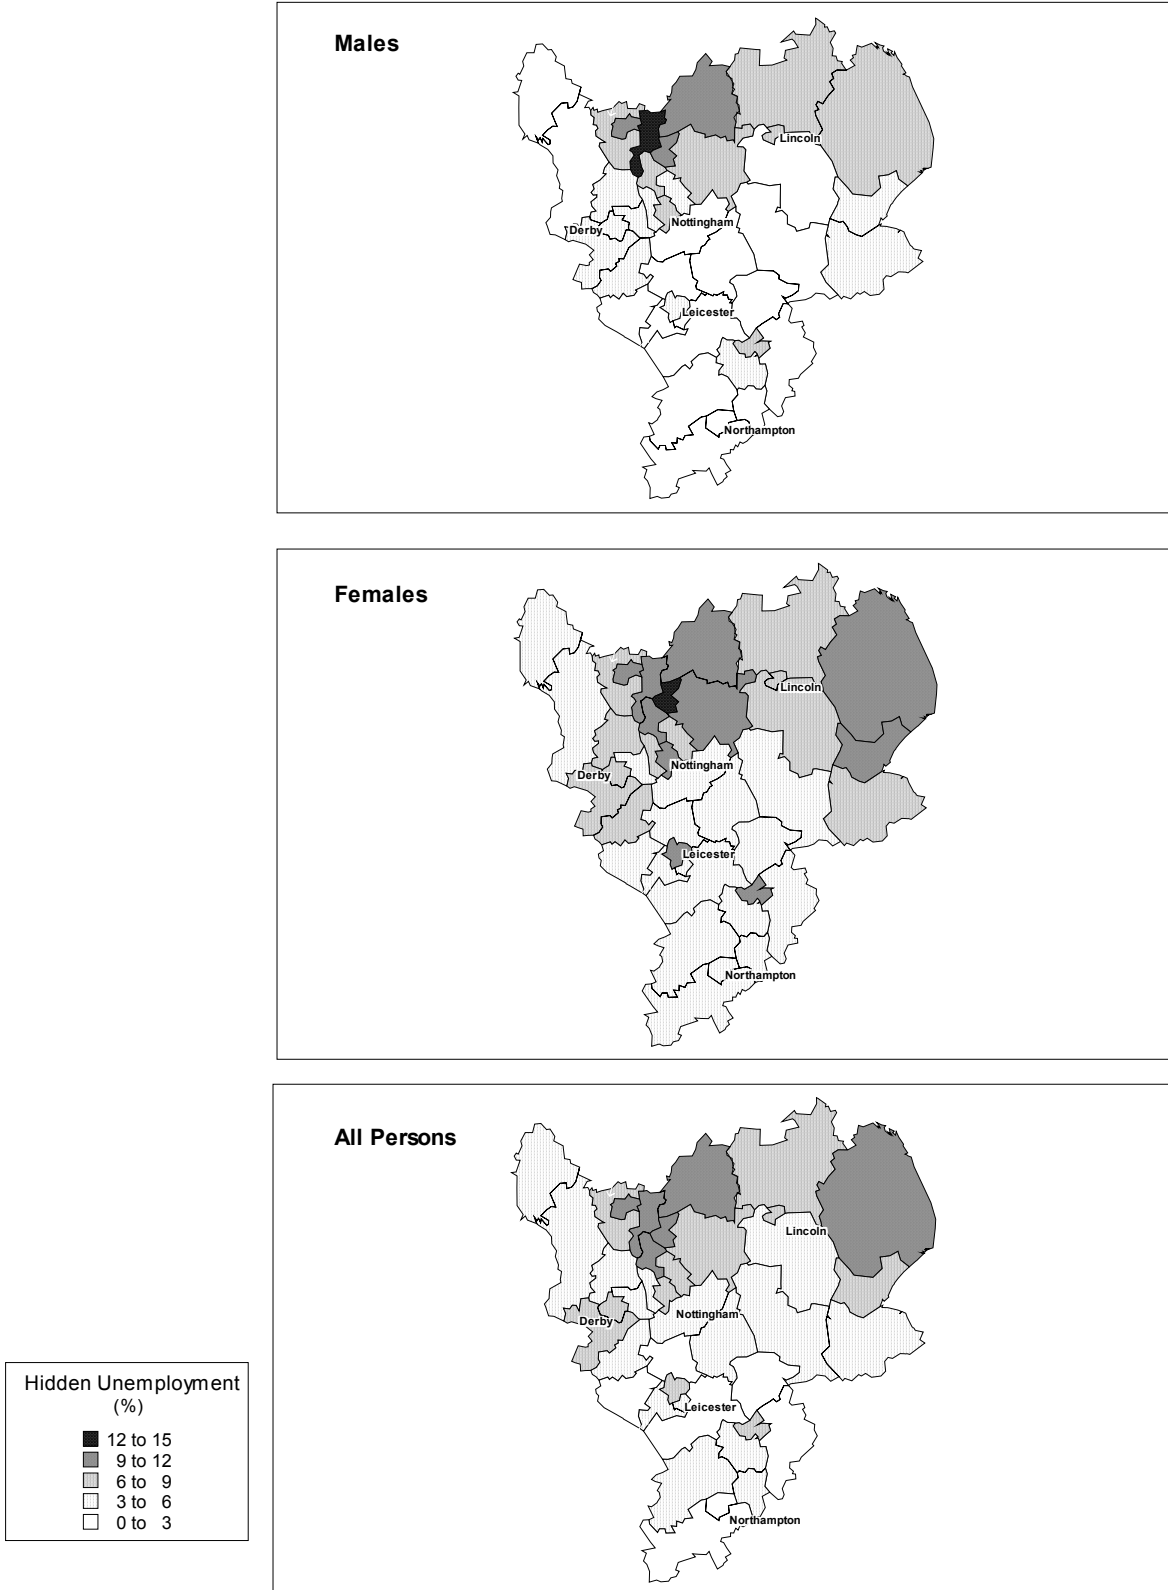 Males
Lincoln
Nottingham
Derby
Leicester
Northampton
Females
Lincoln
Nottingham
Derby
Leicester
Northampton
All Persons
Lincoln
Nottingham
Derby
Leicester
Northampton
Hidden Unemployment
(%)
12 to 15
9 to 12
6 to 9
3 to 6
0 to 3